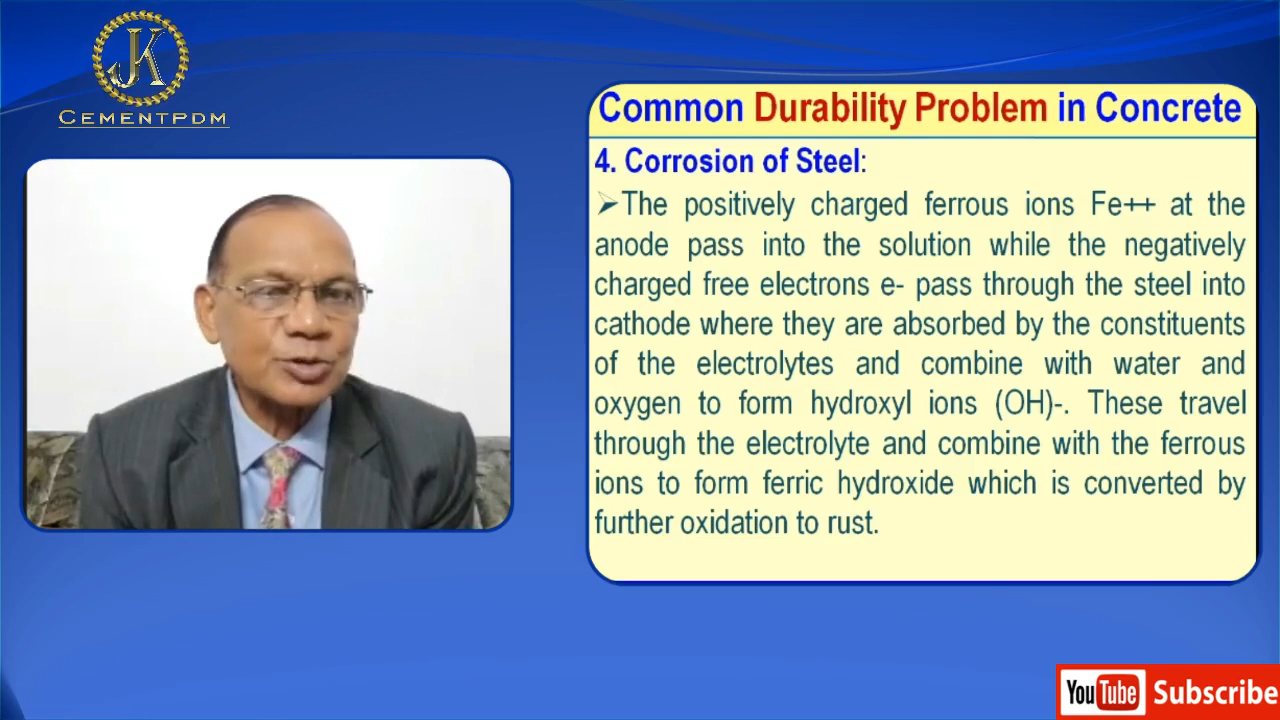 JK
CEMENTPDM
Common Durability Problem in Concrete
4. Corrosion of Steel:
➢The positively charged ferrous ions Fe++ at the
anode pass into the solution while the negatively
charged free electrons e- pass through the steel into
cathode where they are absorbed by the constituents
of the electrolytes and combine with water and
oxygen to form hydroxyl ions (OH)-. These travel
through the electrolyte and combine with the ferrous
ions to form ferric hydroxide which is converted by
further oxidation to rust.
YouTube Subscribe